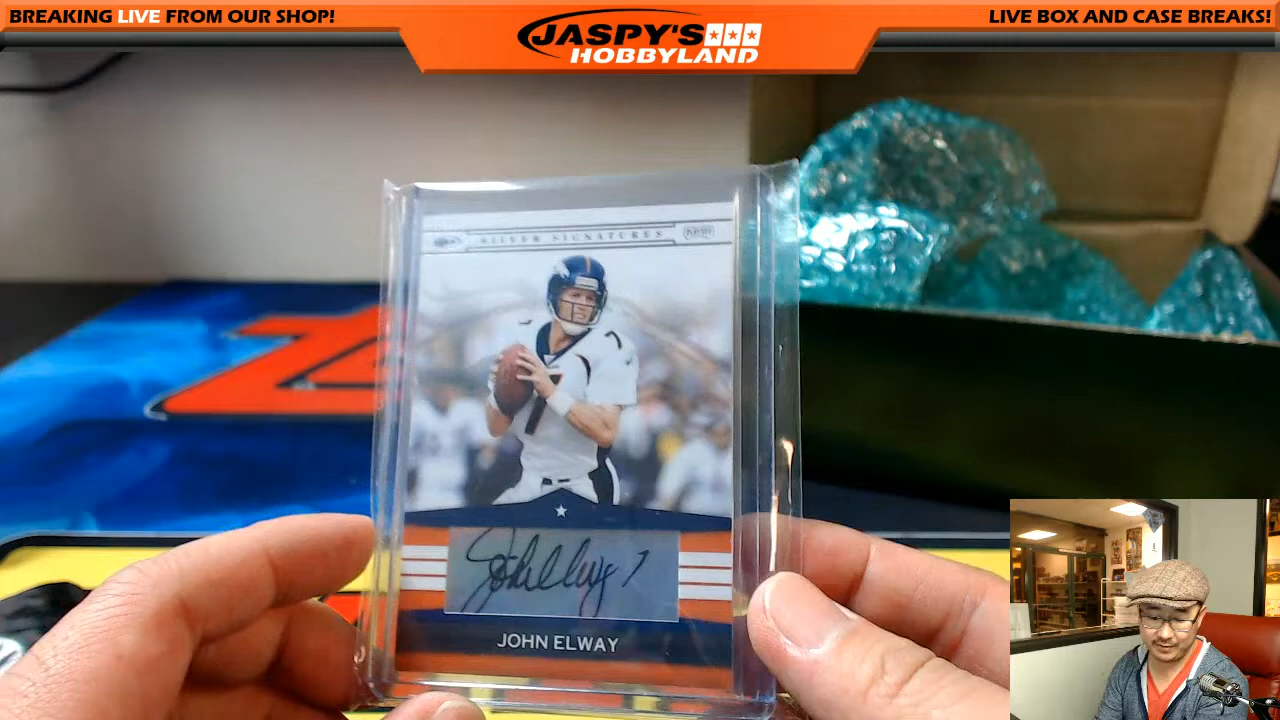 BREAKING LIVE FROM OUR SHOP!
JASPY'S
HOBBYLAND
LIVE BOX AND CASE BREAKS!
SILVER SIGNATURES
7
7
John Elway 7
JOHN ELWAY